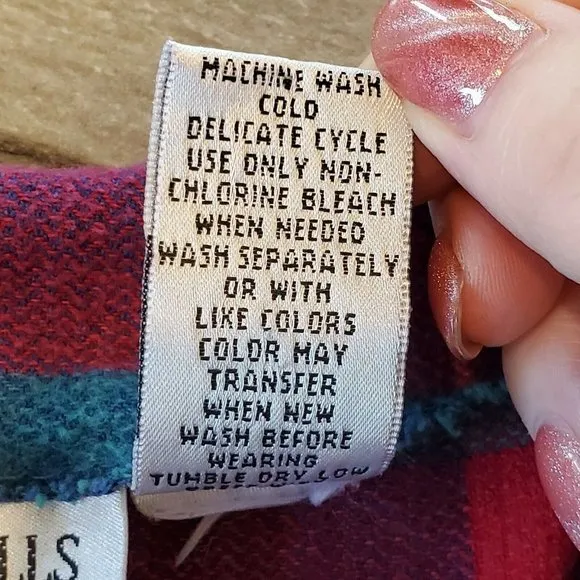 MACHINE WASH
COLD
DELICATE CYCLE
USE ONLY NON-
CHLORINE BLEACH
WHEN NEEDED
WASH SEPARATELY
OR WITH
LIKE COLORS
COLOR MAY
TRANSFER
WHEN NEW
WASH BEFORE
WEARING
TUMBLE DRY LOW
LLS